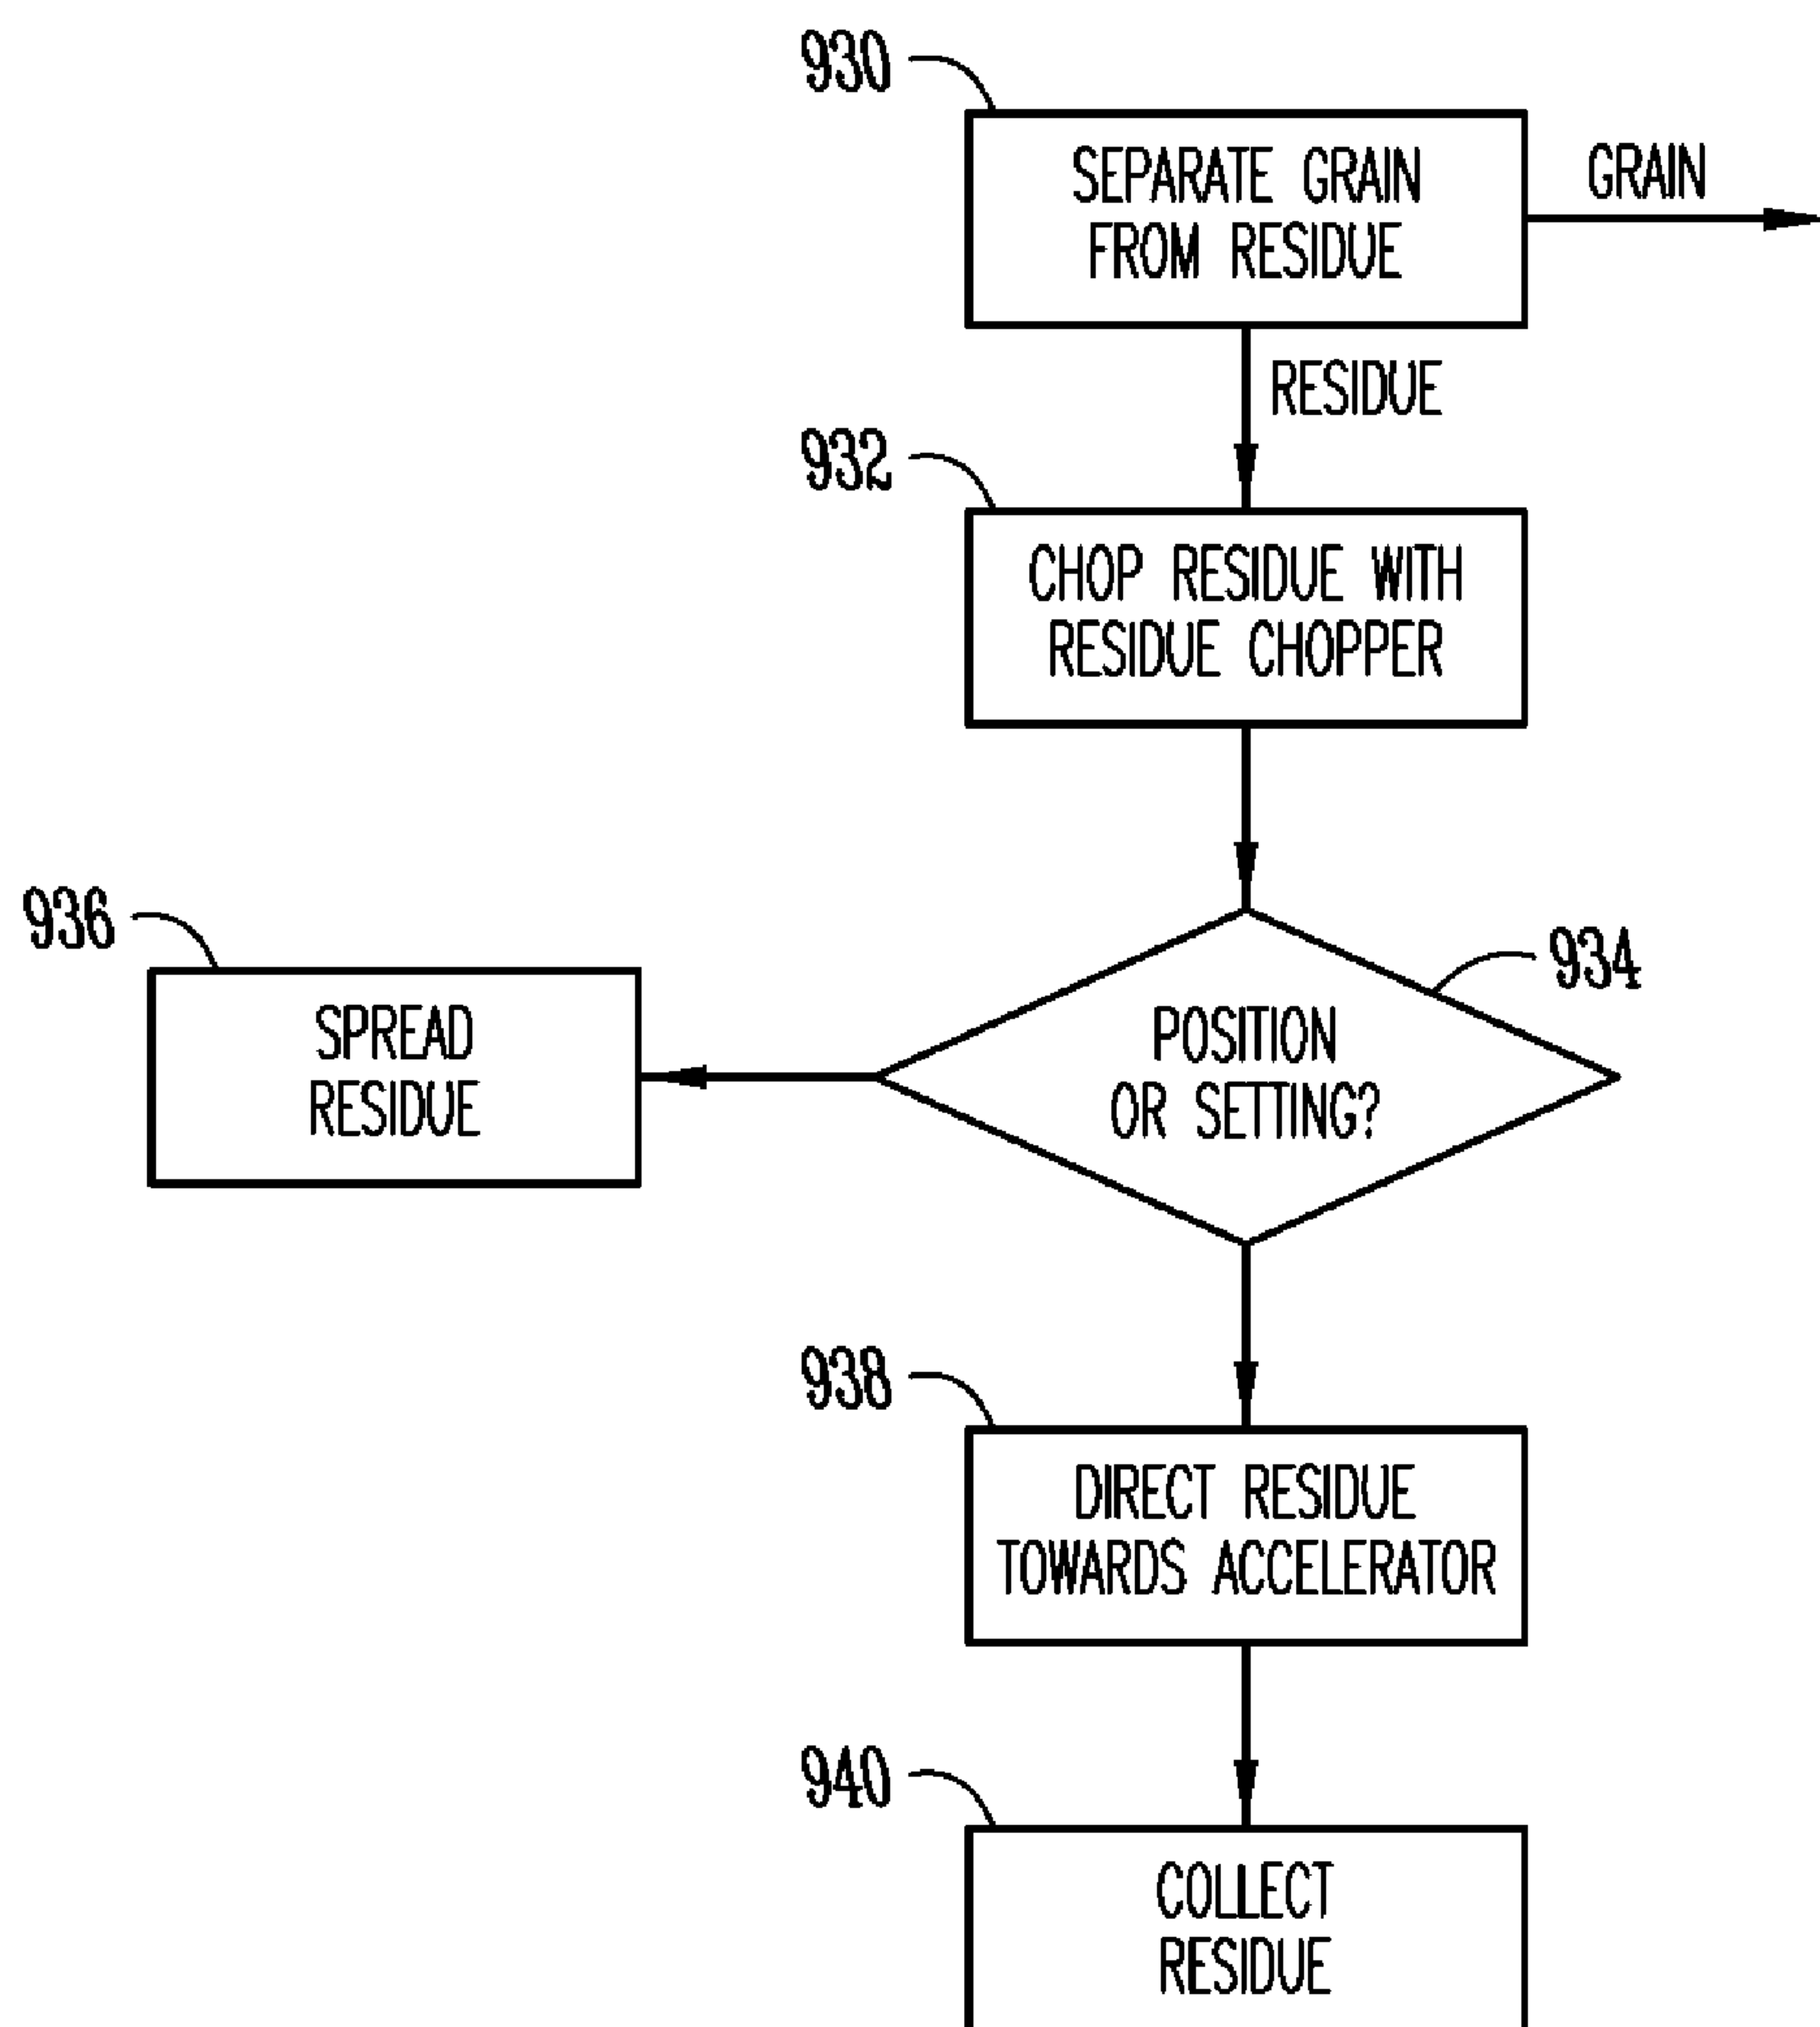 930
SEPARATE GRAIN
FROM RESIDUE
GRAIN
RESIDUE
932
CHOP RESIDUE WITH
RESIDUE CHOPPER
936
SPREAD
RESIDUE
934
POSITION
OR SETTING?
938
DIRECT RESIDUE
TOWARDS ACCELERATOR
940
COLLECT
RESIDUE